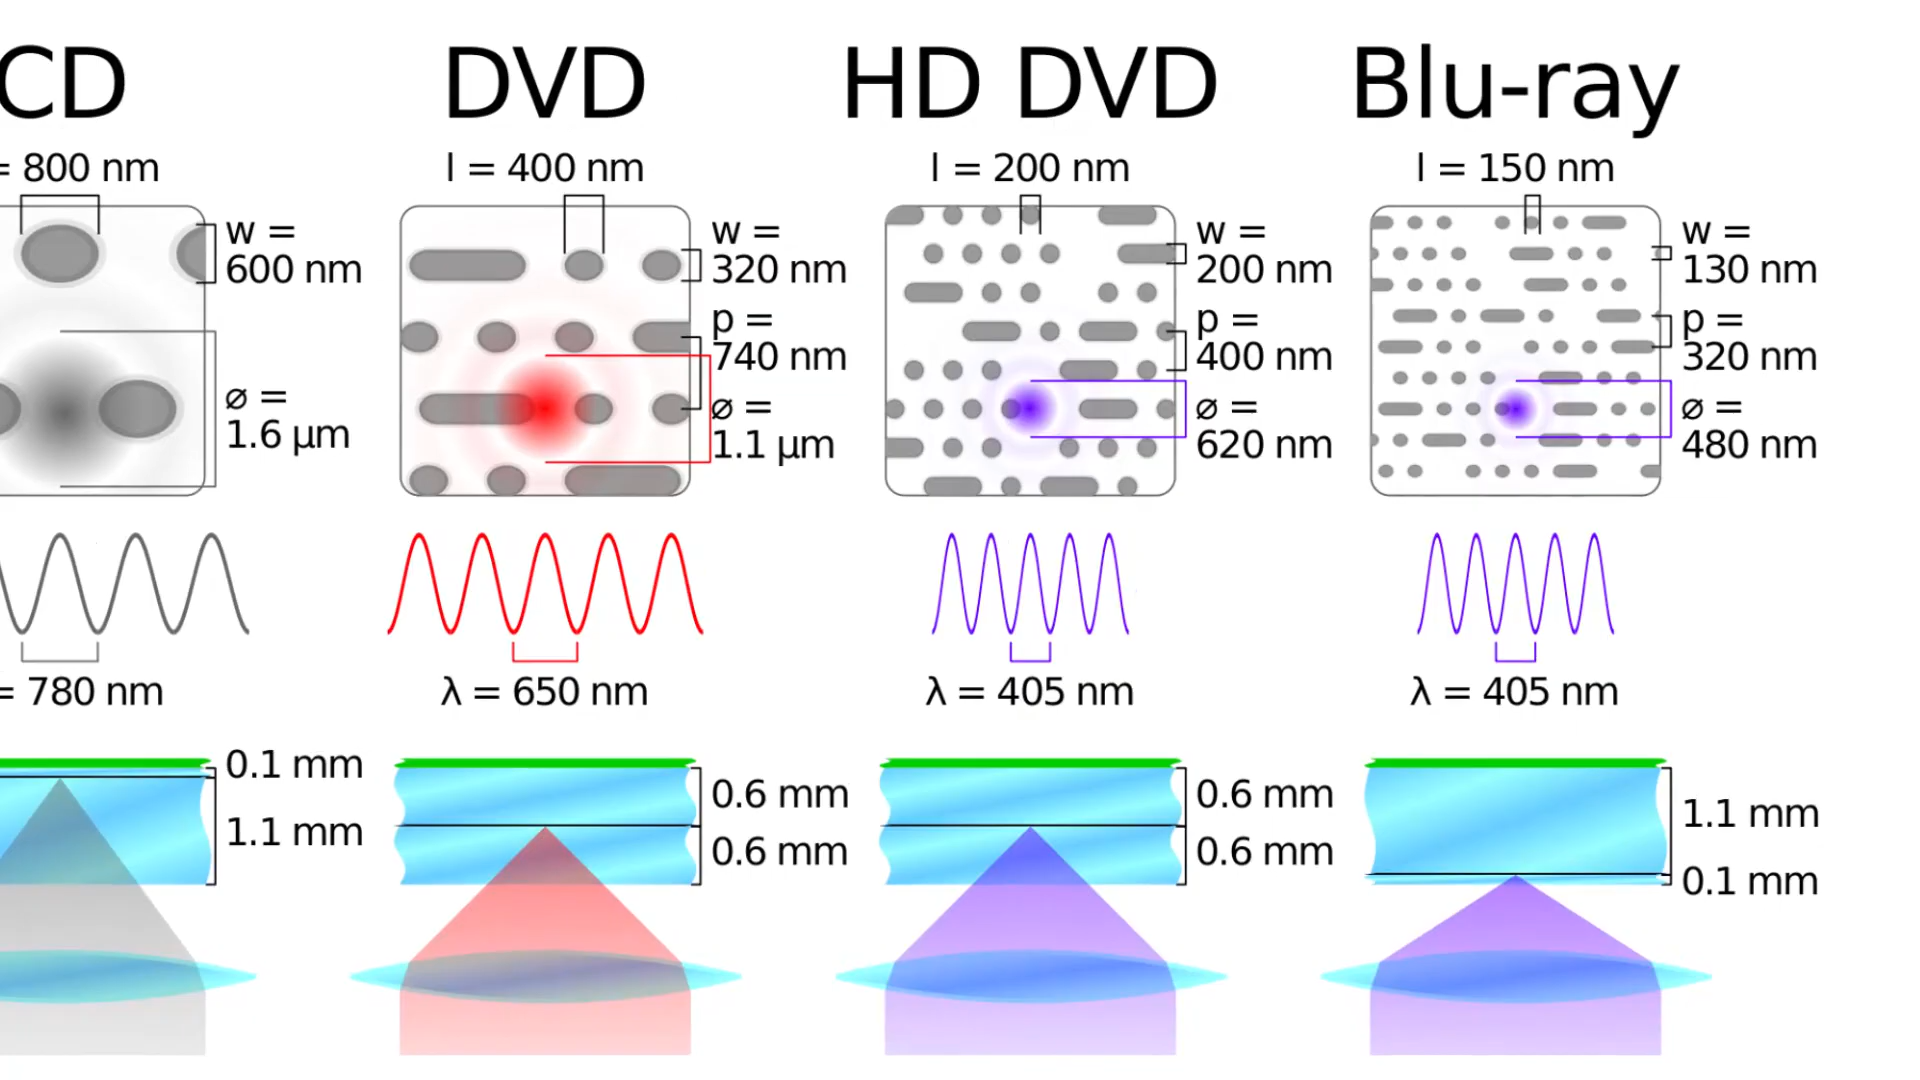 CD
DVD
HD DVD
Blu-ray
= 800 nm
l = 400 nm
l = 200 nm
l = 150 nm
w =
600 nm
w =
320 nm
w =
200 nm
w =
130 nm
p =
740 nm
p =
400 nm
p =
320 nm
⌀ =
1.6 µm
⌀ =
1.1 µm
⌀ =
620 nm
⌀ =
480 nm
= 780 nm
λ = 650 nm
λ = 405 nm
λ = 405 nm
0.1 mm
1.1 mm
0.6 mm
0.6 mm
0.6 mm
0.6 mm
1.1 mm
0.1 mm